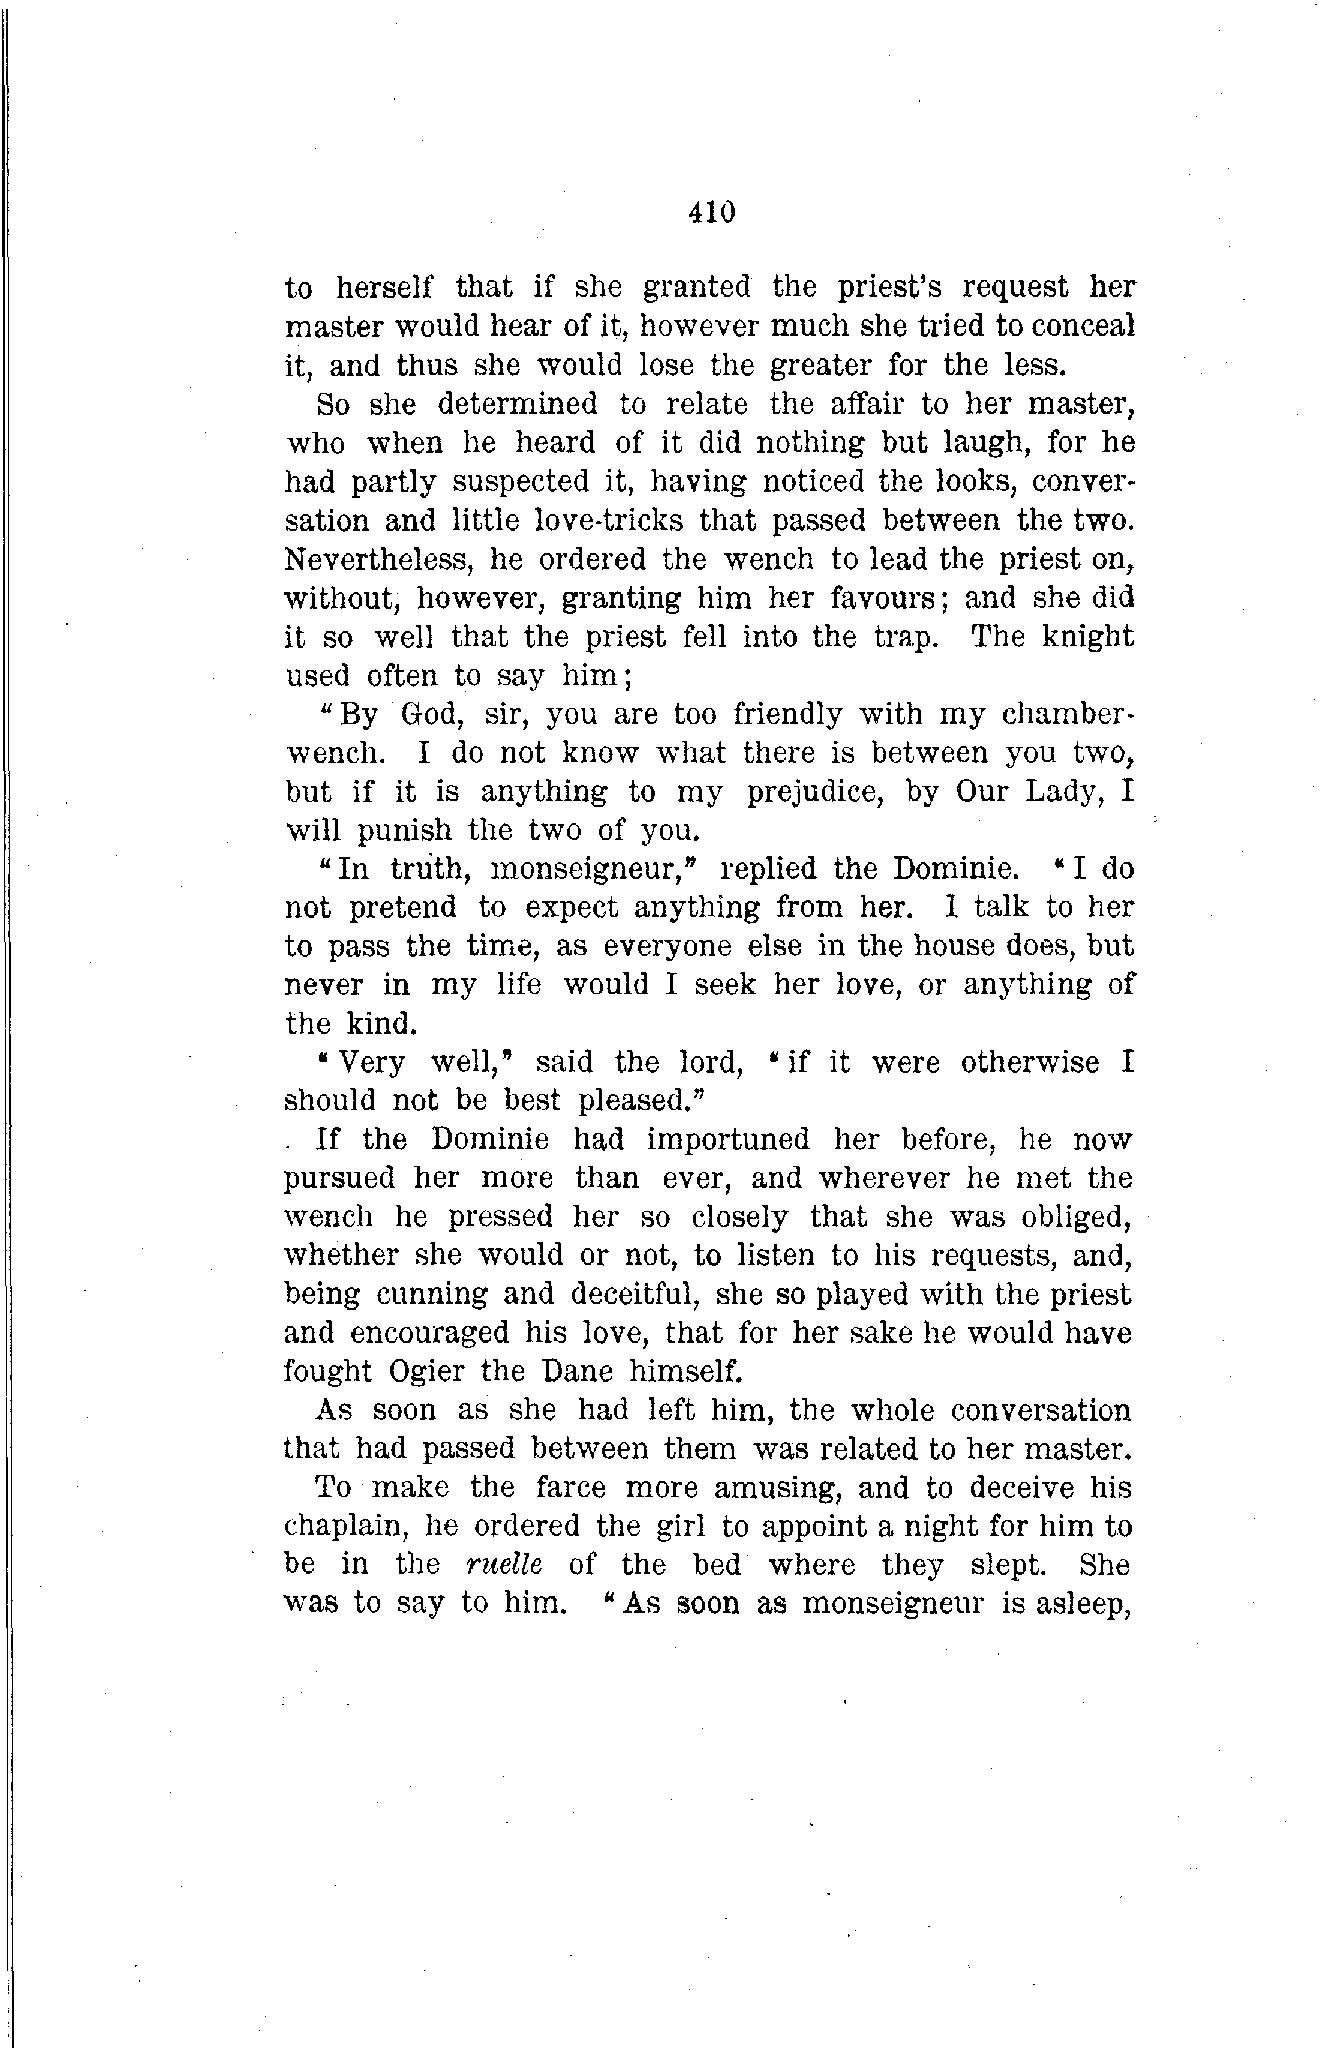 410
to herself that if she granted the priest's request her
master would hear of it, however much she tried to conceal
it, and thus she would lose the greater for the less.
So she determined to relate the affair to her master,
who when he heard of it did nothing but laugh, for he
had partly suspected it, having noticed the looks, conver-
sation and little love-tricks that passed between the two.
Nevertheless, he ordered the wench to lead the priest on,
without, however, granting him her favours; and she did
it so well that the priest fell into the trap. The knight
used often to say him;
"By God, sir, you are too friendly with my chamber-
wench. I do not know what there is between you two,
but if it is anything to my prejudice, by Our Lady, I
will punish the two of you.
"In truth, monseigneur," replied the Dominie. "I do
not pretend to expect anything from her. I talk to her
to pass the time, as everyone else in the house does, but
never in my life would I seek her love, or anything of
the kind.
"Very well," said the lord, "if it were otherwise I
should not be best pleased."
If the Dominie had importuned her before, he now
pursued her more than ever, and wherever he met the
wench he pressed her so closely that she was obliged,
whether she would or not, to listen to his requests, and,
being cunning and deceitful, she so played with the priest
and encouraged his love, that for her sake he would have
fought Ogier the Dane himself.
As soon as she had left him, the whole conversation
that had passed between them was related to her master.
To make the farce more amusing, and to deceive his
chaplain, he ordered the girl to appoint a night for him to
be in the ruelle of the bed where they slept. She
was to say to him. "As soon as monseigneur is asleep,